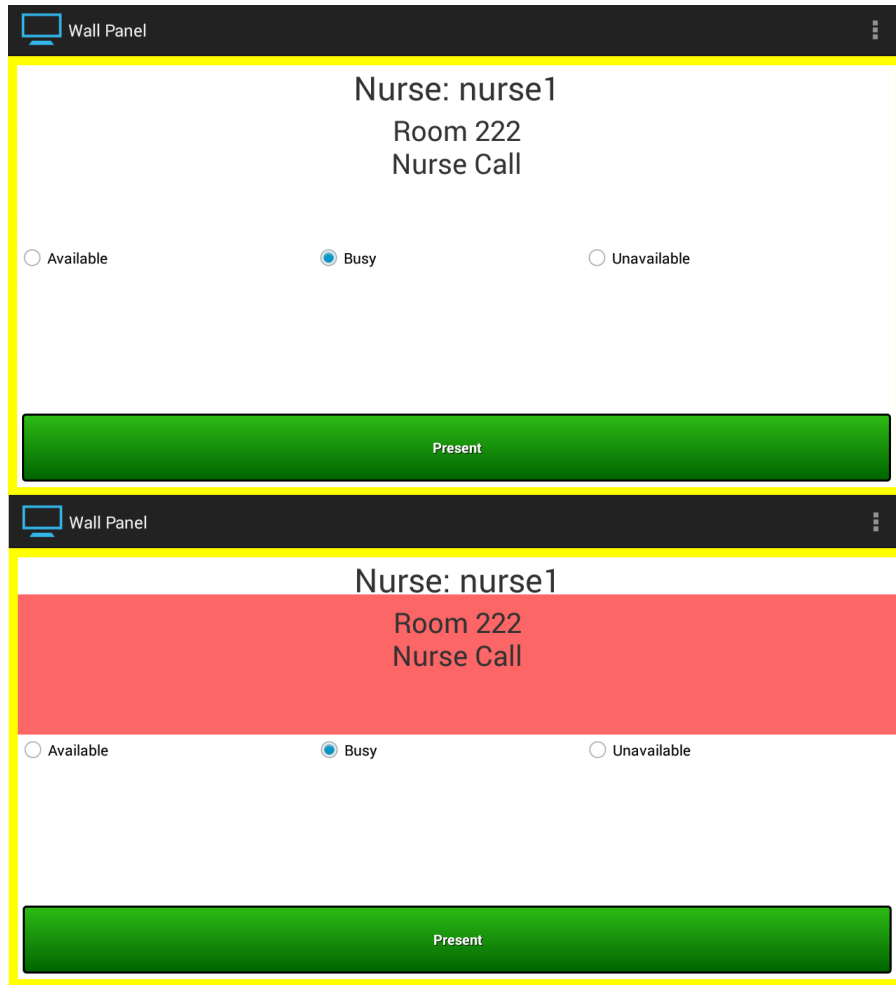 Wall Panel
Nurse: nurse1
Room 222
Nurse Call
Available Busy Unavailable
Present
Wall Panel
Nurse: nurse1
Room 222
Nurse Call
Available Busy Unavailable
Present